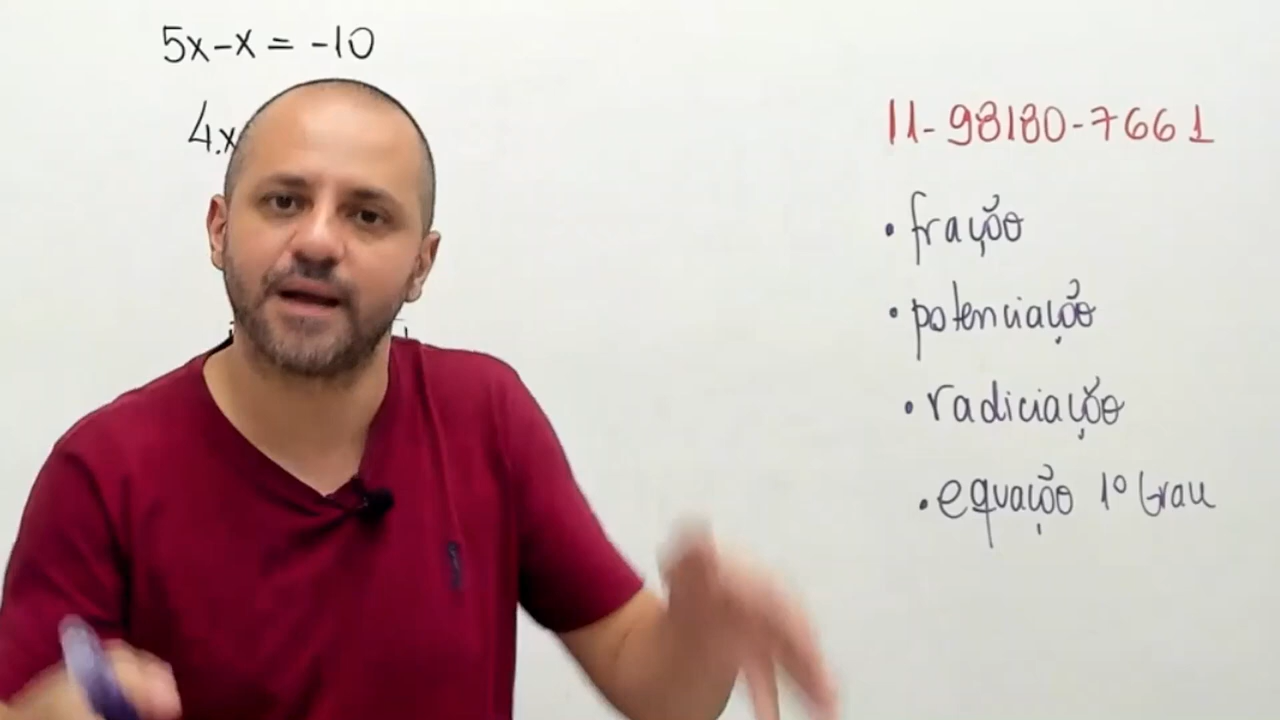 5x-x = -10
4.x
11-98180-7661
• fração
• potenciação
• radiciação
• equação 1º Grau